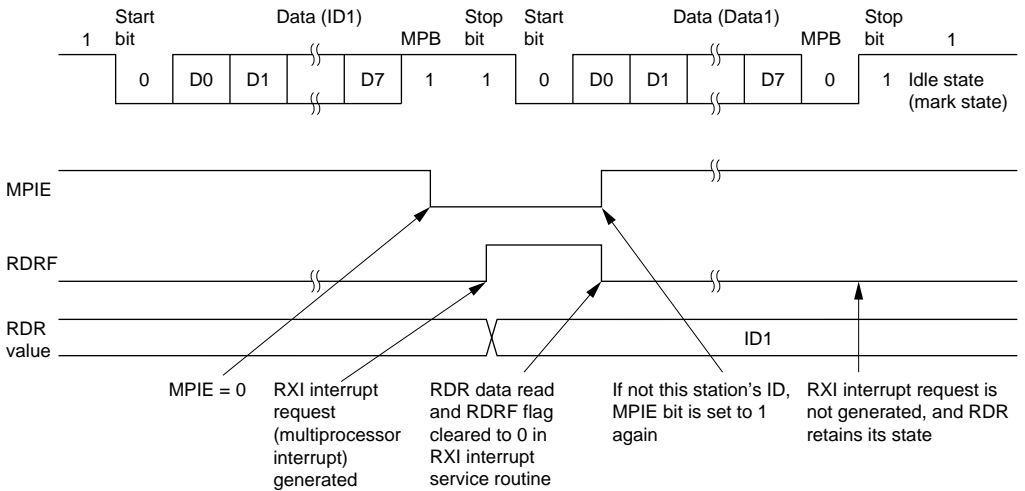 Start Data (ID1) Stop Start Data (Data1) Stop
1 bit MPB bit bit MPB bit 1
0 D0 D1 D7 1 1 0 D0 D1 D7 0 1 Idle state
(mark state)
MPIE
RDRF
RDR
value
ID1
MPIE = 0
RXI interrupt
request
(multiprocessor
interrupt)
generated
RDR data read
and RDRF flag
cleared to 0 in
RXI interrupt
service routine
If not this station's ID,
MPIE bit is set to 1
again
RXI interrupt request is
not generated, and RDR
retains its state